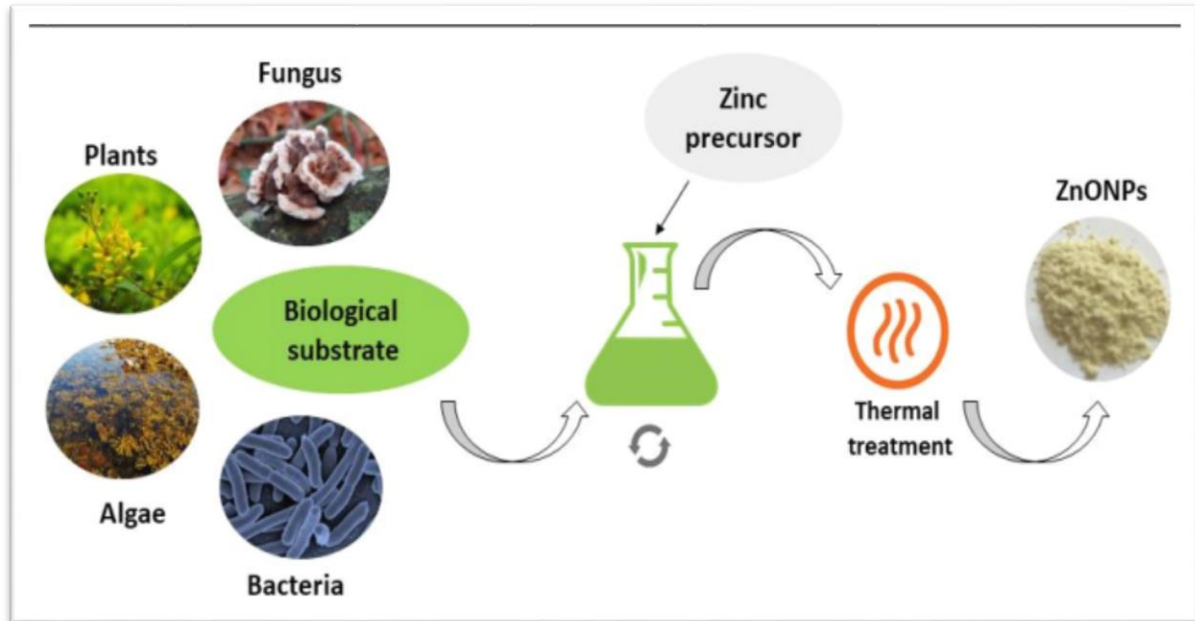 Fungus
Plants
Biological
substrate
Algae
Bacteria
Zinc
precursor
Thermal
treatment
ZnONPs